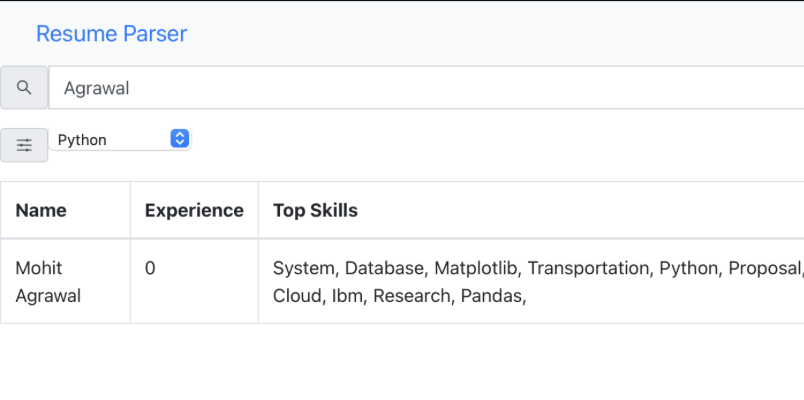 Resume Parser
Agrawal
Python
Name Experience Top Skills
Mohit Agrawal 0 System, Database, Matplotlib, Transportation, Python, Proposal,
Cloud, Ibm, Research, Pandas,